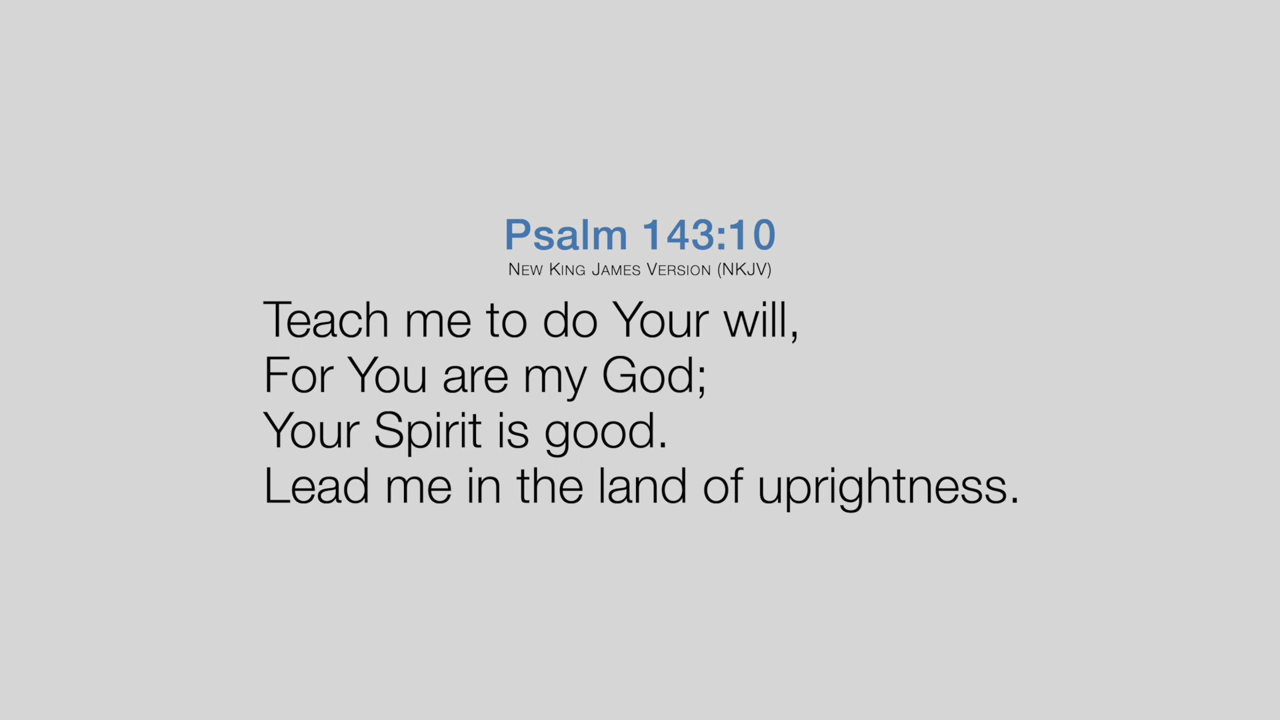 Psalm 143:10
New King James Version (NKJV)
Teach me to do Your will,
For You are my God;
Your Spirit is good.
Lead me in the land of uprightness.